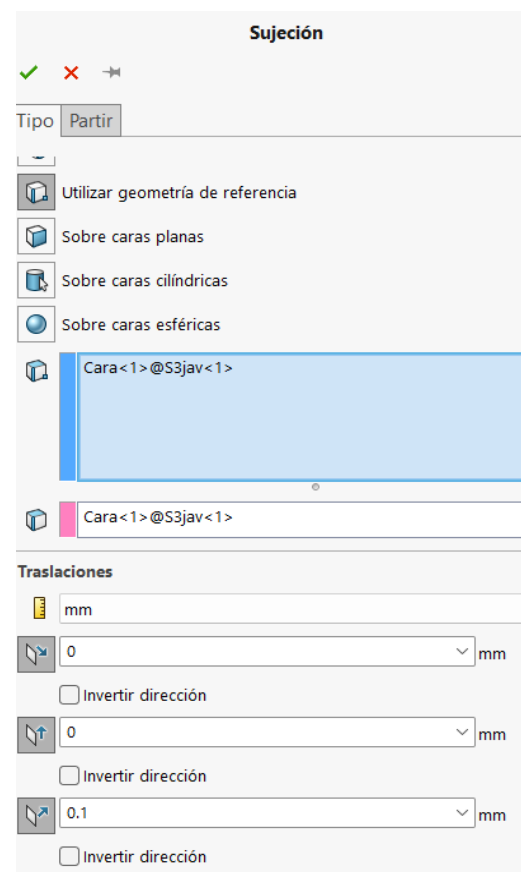 Sujeción
Tipo Partir
Utilizar geometría de referencia
Sobre caras planas
Sobre caras cilíndricas
Sobre caras esféricas
Cara<1>@S3jav<1>
Cara<1>@S3jav<1>
Traslaciones
mm
0 mm
Invertir dirección
0 mm
Invertir dirección
0.1 mm
Invertir dirección